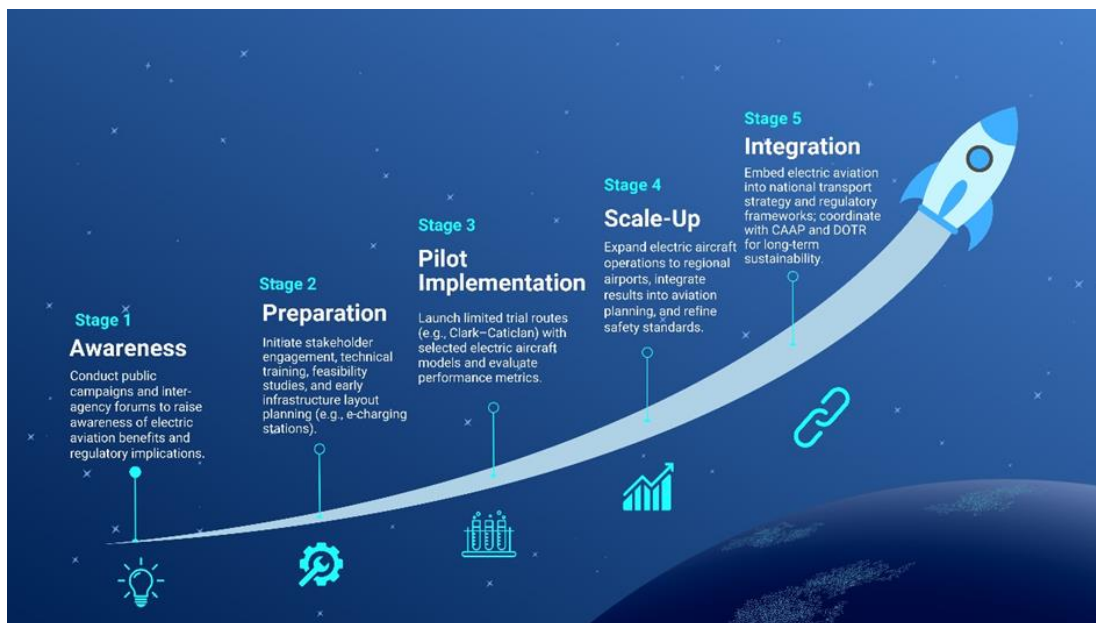 Stage 1
Awareness
Conduct public
campaigns and inter-
agency forums to raise
awareness of electric
aviation benefits and
regulatory implications.
Stage 2
Preparation
Initiate stakeholder
engagement, technical
training, feasibility
studies, and early
infrastructure layout
planning (e.g., e-charging
stations).
Stage 3
Pilot
Implementation
Launch limited trial routes
(e.g., Clark–Caticlan) with
selected electric aircraft
models and evaluate
performance metrics.
Stage 4
Scale-Up
Expand electric aircraft
operations to regional
airports, integrate
results into aviation
planning, and refine
safety standards.
Stage 5
Integration
Embed electric aviation
into national transport
strategy and regulatory
frameworks; coordinate
with CAAP and DOTR
for long-term
sustainability.